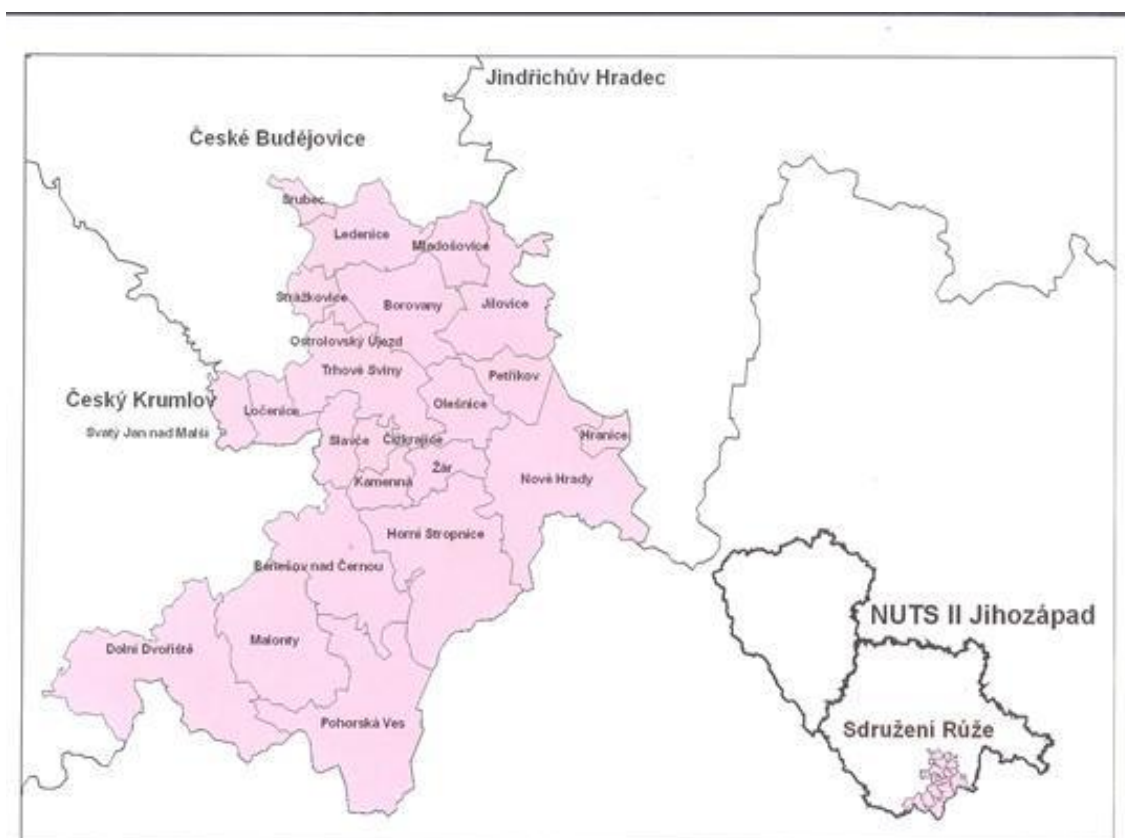 Jindřichův Hradec
České Budějovice
Srubec
Ledenice
Mladošovice
Strážkovice
Borovany
Jílovice
Ostrolovský Újezd
Trhové Sviny
Petříkov
Český Krumlov
Ločenice
Olešnice
Svatý Jan nad Malší
Slavče
Čížkrajice
Hranice
Žár
Kamenná
Nové Hrady
Horní Stropnice
Benešov nad Černou
NUTS II Jihozápad
Malonty
Dolní Dvořiště
Pohorská Ves
Sdružení Růže